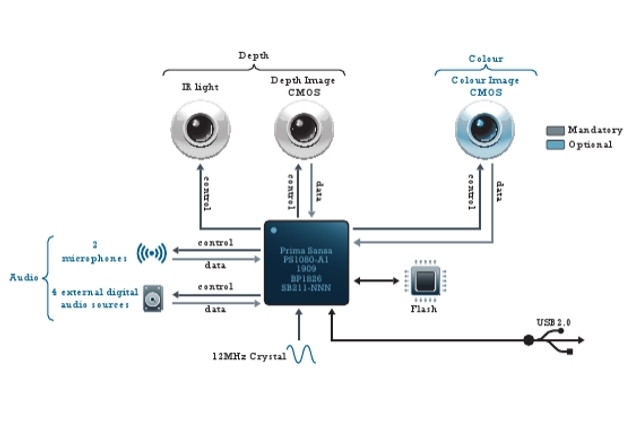 Depth
Colour
IR light
Depth Image
CMOS
Colour Image
CMOS
Mandatory
Optional
control
control
data
control
data
Audio
2
microphones
control
data
4 external digital
audio sources
control
data
Prime Sense
PS1080-A1
1909
BP1826
SB211-NNN
Flash
12MHz Crystal
USB 2.0